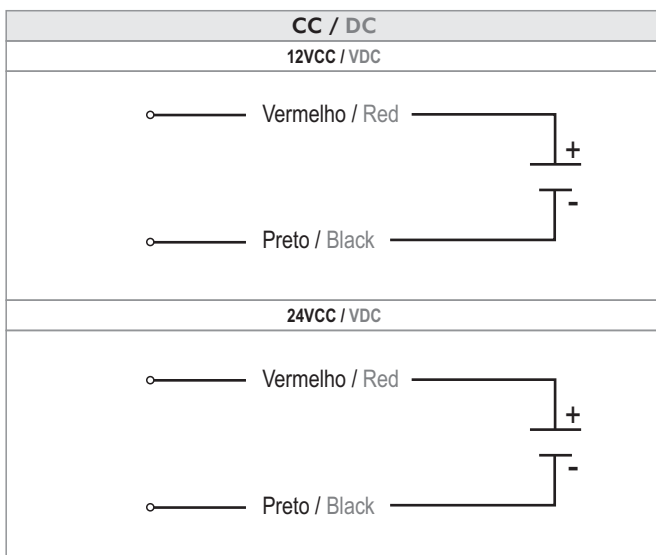 CC / DC
12VCC / VDC
Vermelho / Red
+
-
Preto / Black
24VCC / VDC
Vermelho / Red
+
-
Preto / Black